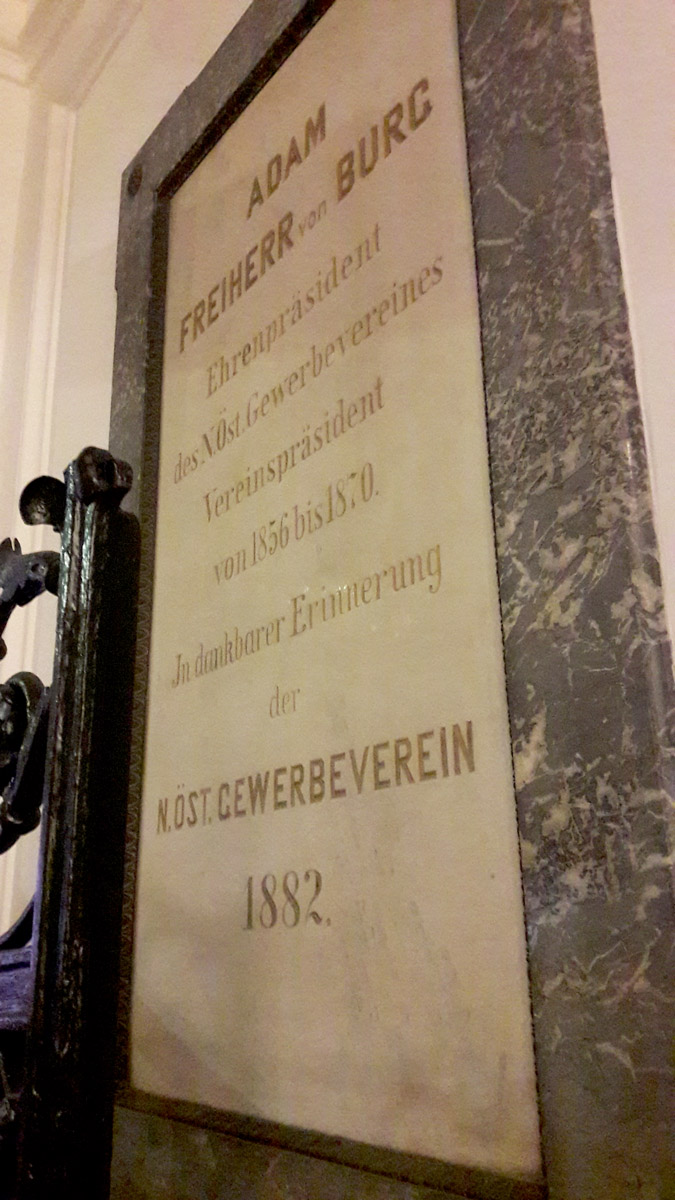 ADAM
FREIHERR von BURG
Ehrenpräsident
des N.Öst. Gewerbevereines
Vereinspräsident
von 1856 bis 1870.
In dankbarer Erinnerung
der
N.ÖST. GEWERBEVEREIN
1882.